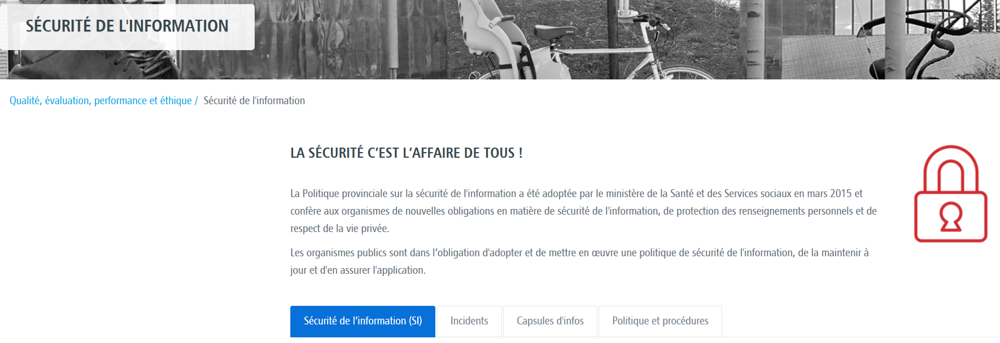 SÉCURITÉ DE L'INFORMATION
Qualité, évaluation, performance et éthique / Sécurité de l'information
LA SÉCURITÉ C’EST L’AFFAIRE DE TOUS !
La Politique provinciale sur la sécurité de l'information a été adoptée par le ministère de la Santé et des Services sociaux en mars 2015 et
confère aux organismes de nouvelles obligations en matière de sécurité de l'information, de protection des renseignements personnels et de
respect de la vie privée.
Les organismes publics sont dans l’obligation d'adopter et de mettre en œuvre une politique de sécurité de l'information, de la maintenir à
jour et d'en assurer l'application.
Sécurité de l’information (SI) Incidents Capsules d'infos Politique et procédures